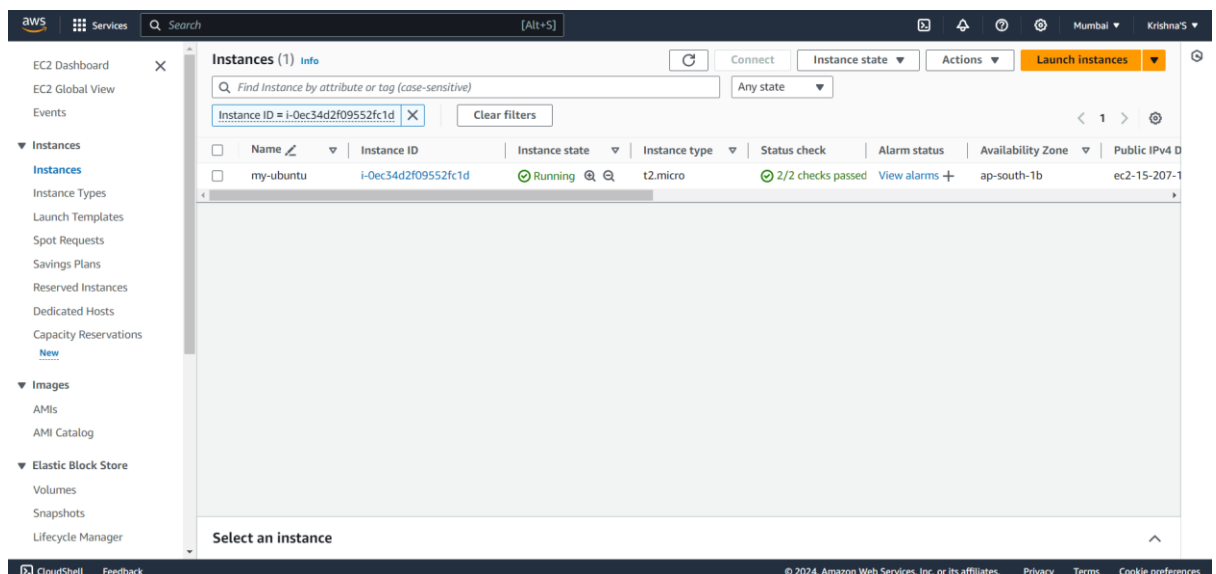 aws Services Search [Alt+S] Mumbai Krishna'S
EC2 Dashboard
EC2 Global View
Events
Instances
Instances
Instance Types
Launch Templates
Spot Requests
Savings Plans
Reserved Instances
Dedicated Hosts
Capacity Reservations
New
Images
AMIs
AMI Catalog
Elastic Block Store
Volumes
Snapshots
Lifecycle Manager
Instances (1) Info Connect Instance state Actions Launch instances
Find Instance by attribute or tag (case-sensitive) Any state
Instance ID = i-0ec34d2f09552fc1d Clear filters 1
Name Instance ID Instance state Instance type Status check Alarm status Availability Zone Public IPv4 D
my-ubuntu i-0ec34d2f09552fc1d Running t2.micro 2/2 checks passed View alarms + ap-south-1b ec2-15-207-1
Select an instance
CloudShell Feedback © 2024, Amazon Web Services, Inc. or its affiliates. Privacy Terms Cookie preferences